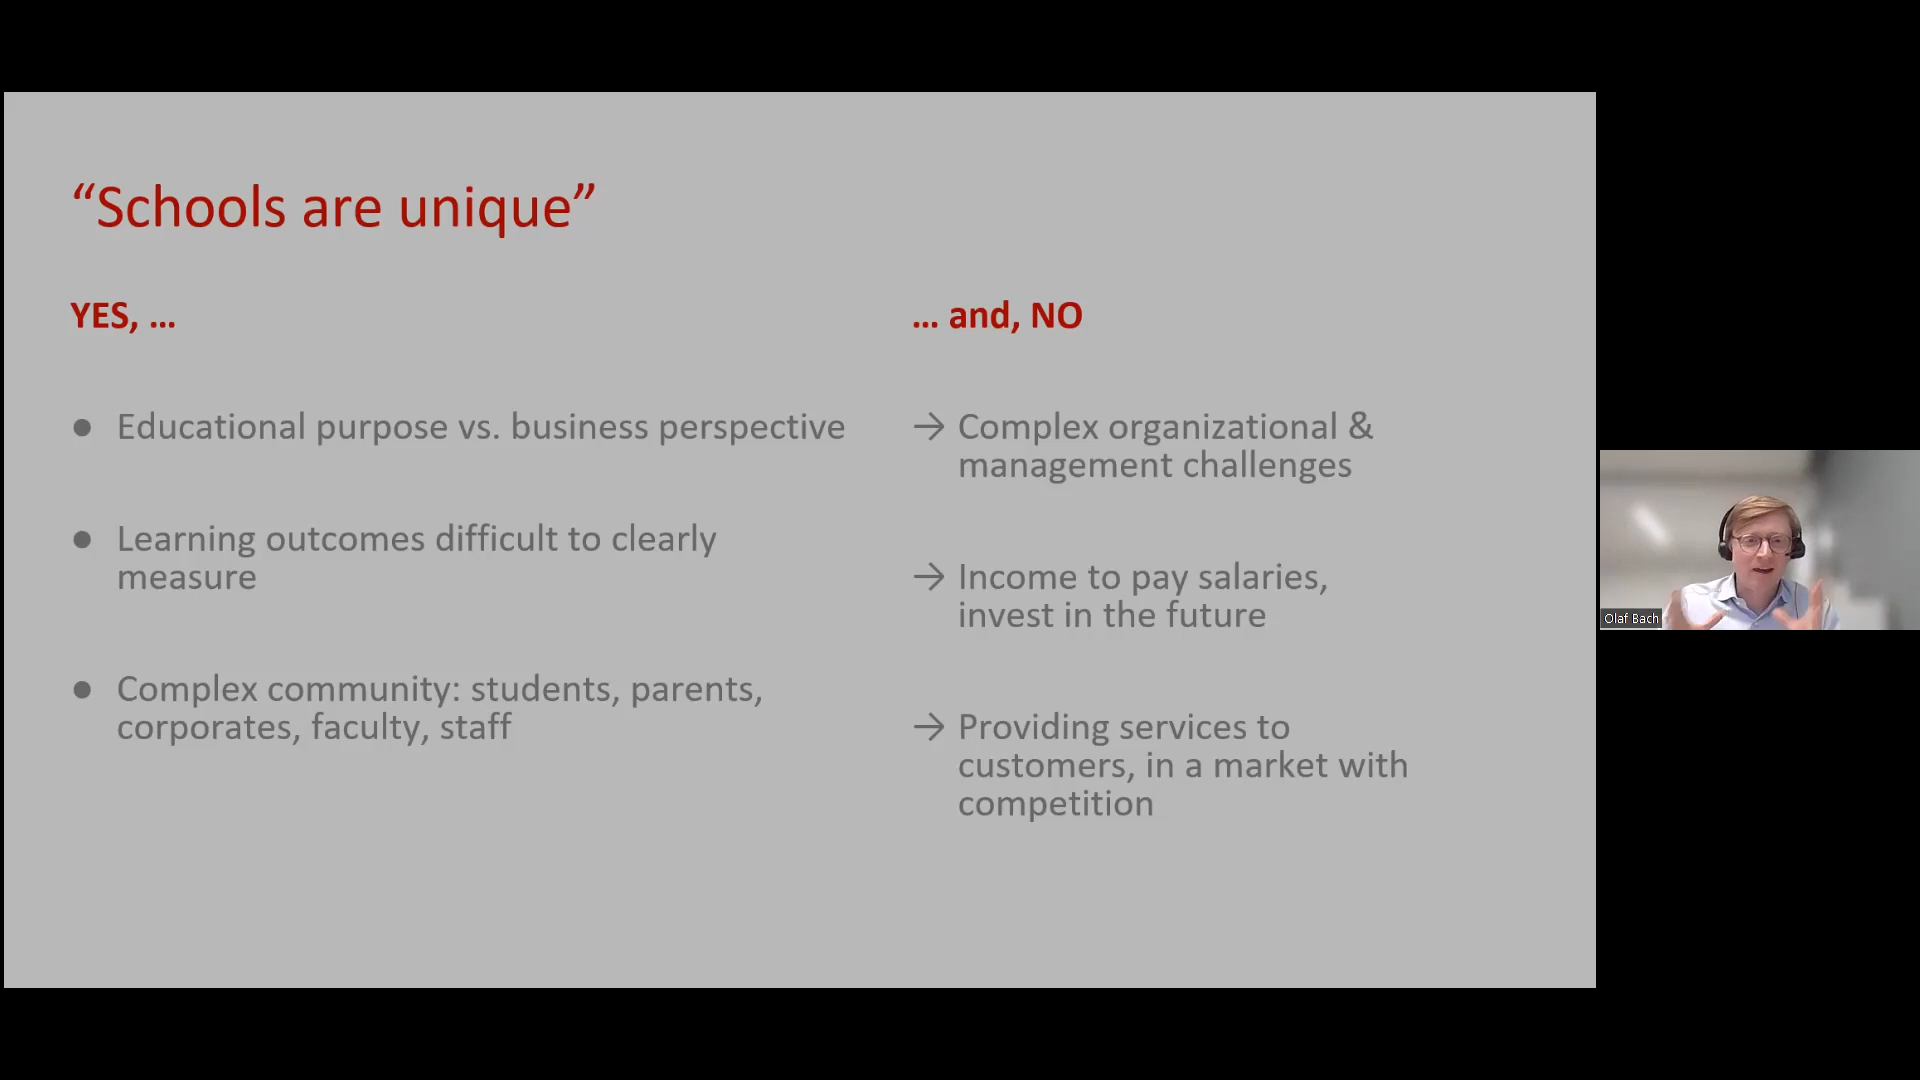 “Schools are unique”
YES, ...
● Educational purpose vs. business perspective
● Learning outcomes difficult to clearly
measure
● Complex community: students, parents,
corporates, faculty, staff
... and, NO
→ Complex organizational &
management challenges
→ Income to pay salaries,
invest in the future
→ Providing services to
customers, in a market with
competition
Olaf Bach